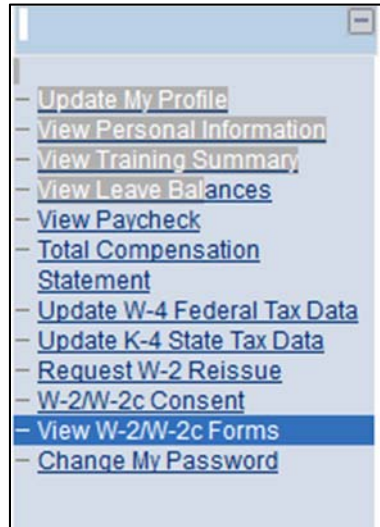 Update My Profile
View Personal Information
View Training Summary
View Leave Balances
View Paycheck
Total Compensation
Statement
Update W-4 Federal Tax Data
Update K-4 State Tax Data
Request W-2 Reissue
W-2/W-2c Consent
View W-2/W-2c Forms
Change My Password